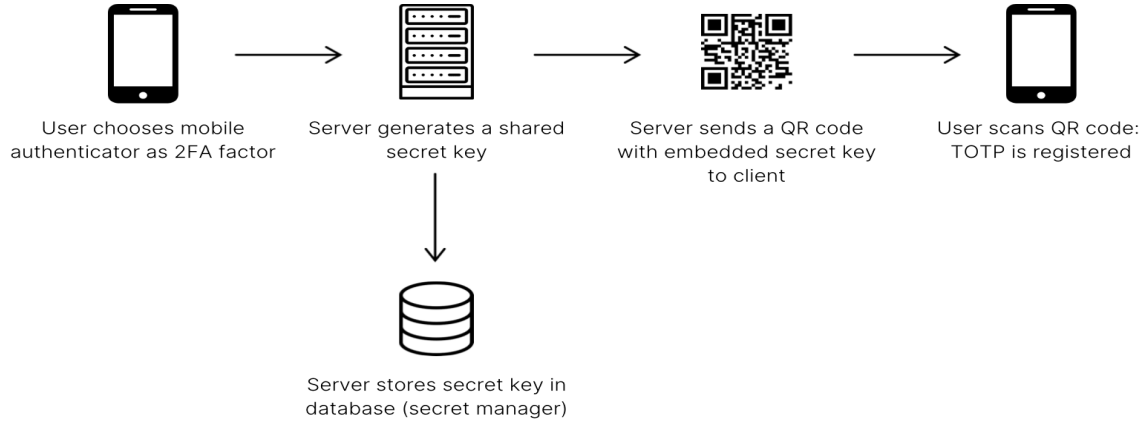 User chooses mobile
authenticator as 2FA factor
Server generates a shared
secret key
Server sends a QR code
with embedded secret key
to client
User scans QR code:
TOTP is registered
Server stores secret key in
database (secret manager)